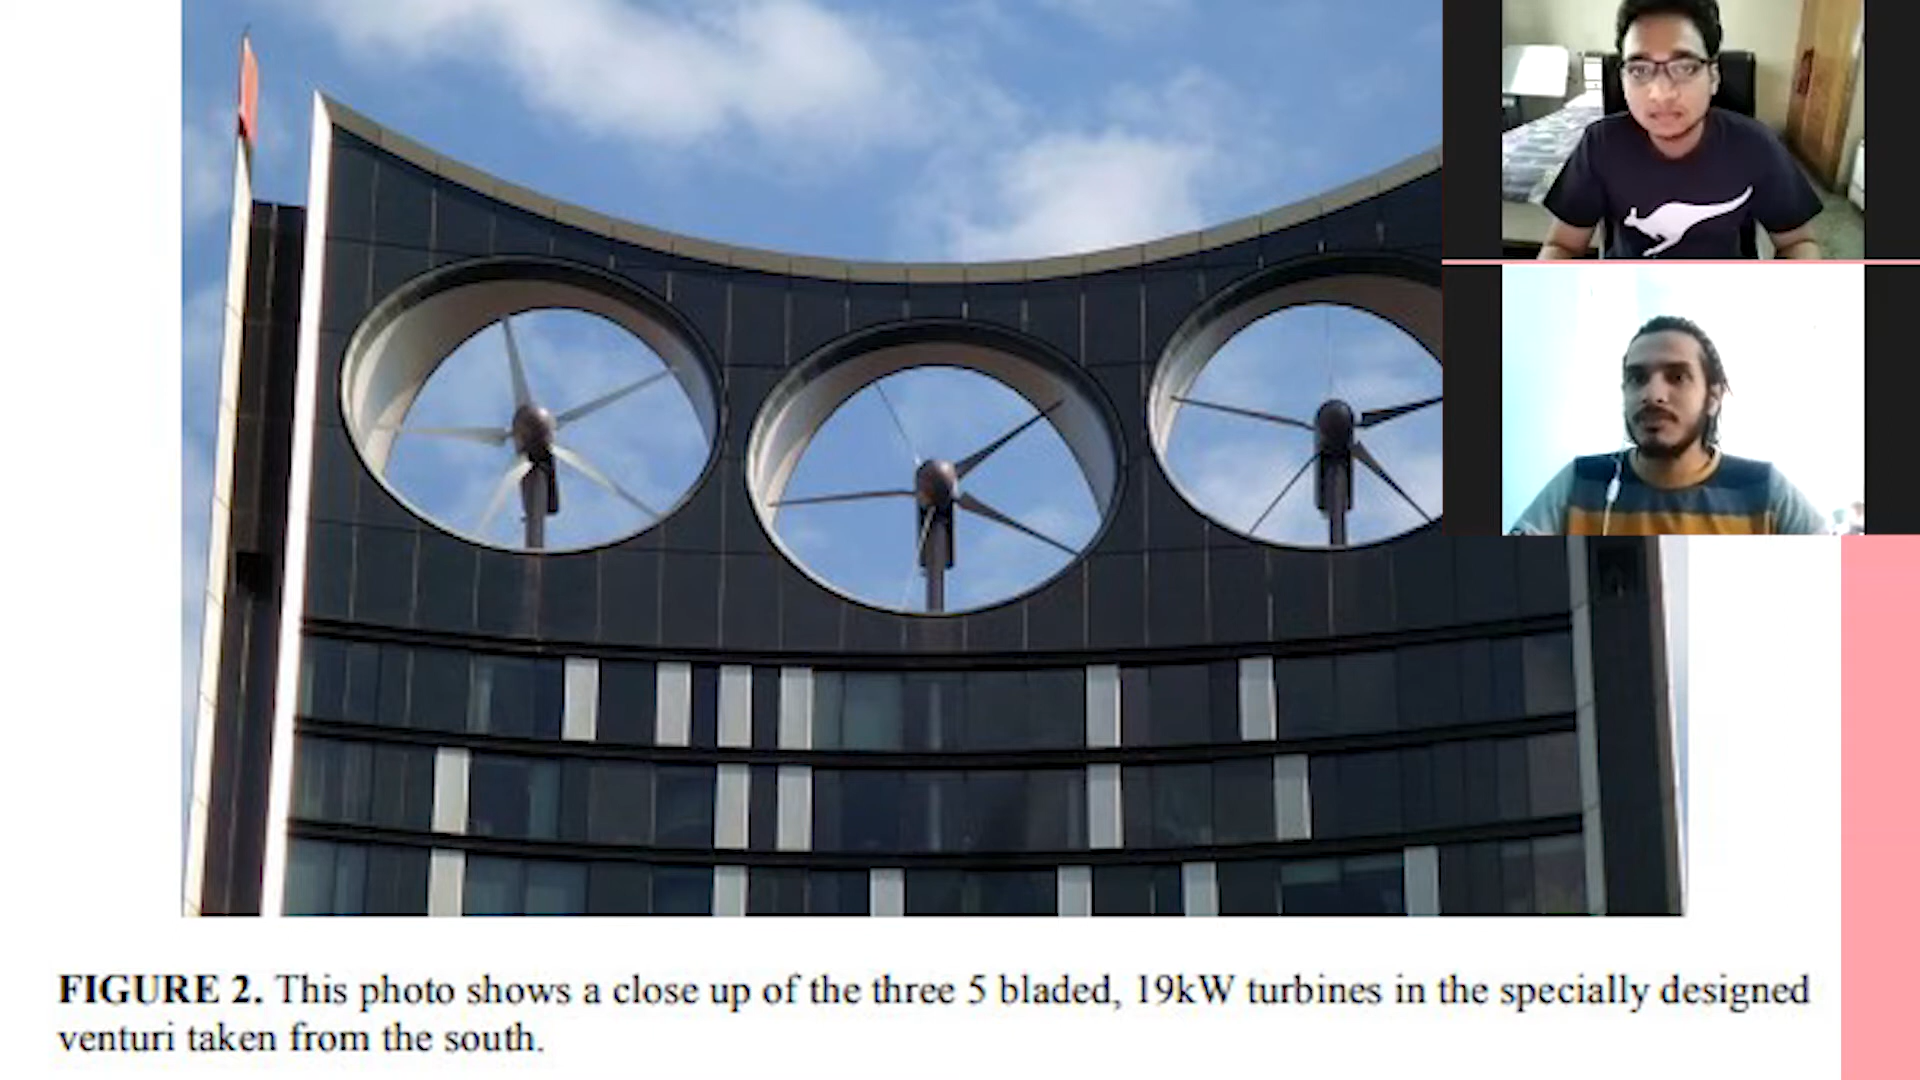 FIGURE 2. This photo shows a close up of the three 5 bladed, 19kW turbines in the specially designed
venturi taken from the south.